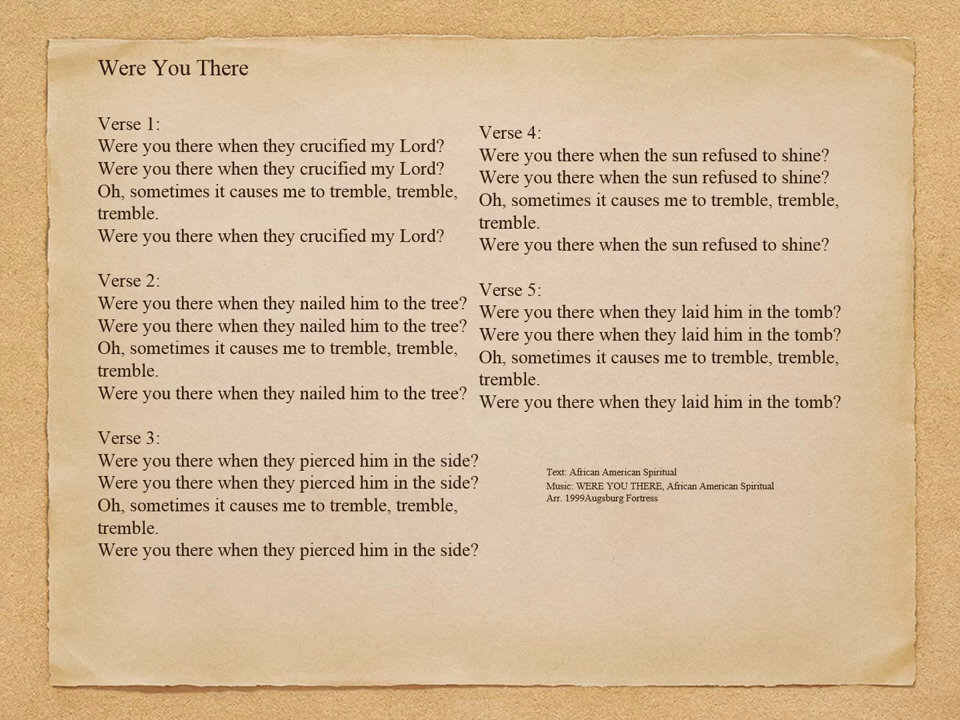 Were You There
Verse 1:
Were you there when they crucified my Lord?
Were you there when they crucified my Lord?
Oh, sometimes it causes me to tremble, tremble,
tremble.
Were you there when they crucified my Lord?
Verse 2:
Were you there when they nailed him to the tree?
Were you there when they nailed him to the tree?
Oh, sometimes it causes me to tremble, tremble,
tremble.
Were you there when they nailed him to the tree?
Verse 3:
Were you there when they pierced him in the side?
Were you there when they pierced him in the side?
Oh, sometimes it causes me to tremble, tremble,
tremble.
Were you there when they pierced him in the side?
Verse 4:
Were you there when the sun refused to shine?
Were you there when the sun refused to shine?
Oh, sometimes it causes me to tremble, tremble,
tremble.
Were you there when the sun refused to shine?
Verse 5:
Were you there when they laid him in the tomb?
Were you there when they laid him in the tomb?
Oh, sometimes it causes me to tremble, tremble,
tremble.
Were you there when they laid him in the tomb?
Text: African American Spiritual
Music: WERE YOU THERE, African American Spiritual
Arr. 1999Augsburg Fortress